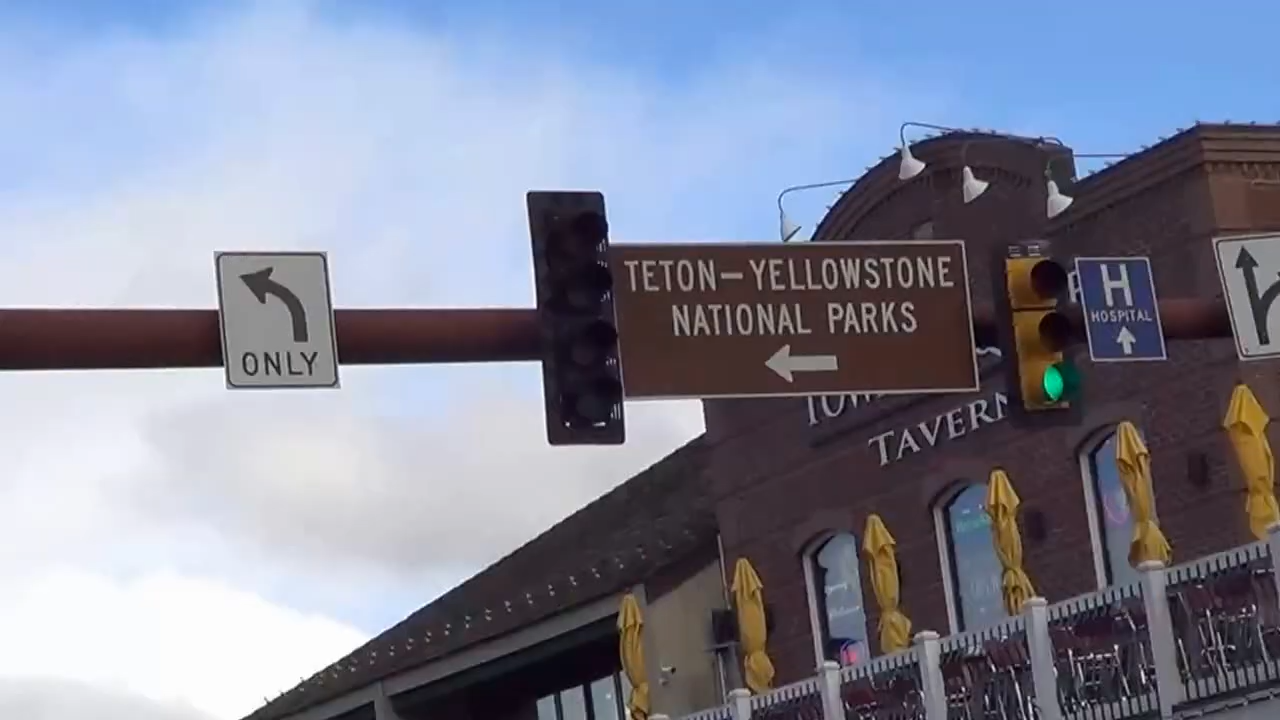 ONLY
TETON—YELLOWSTONE
NATIONAL PARKS
H
HOSPITAL
TAVERN